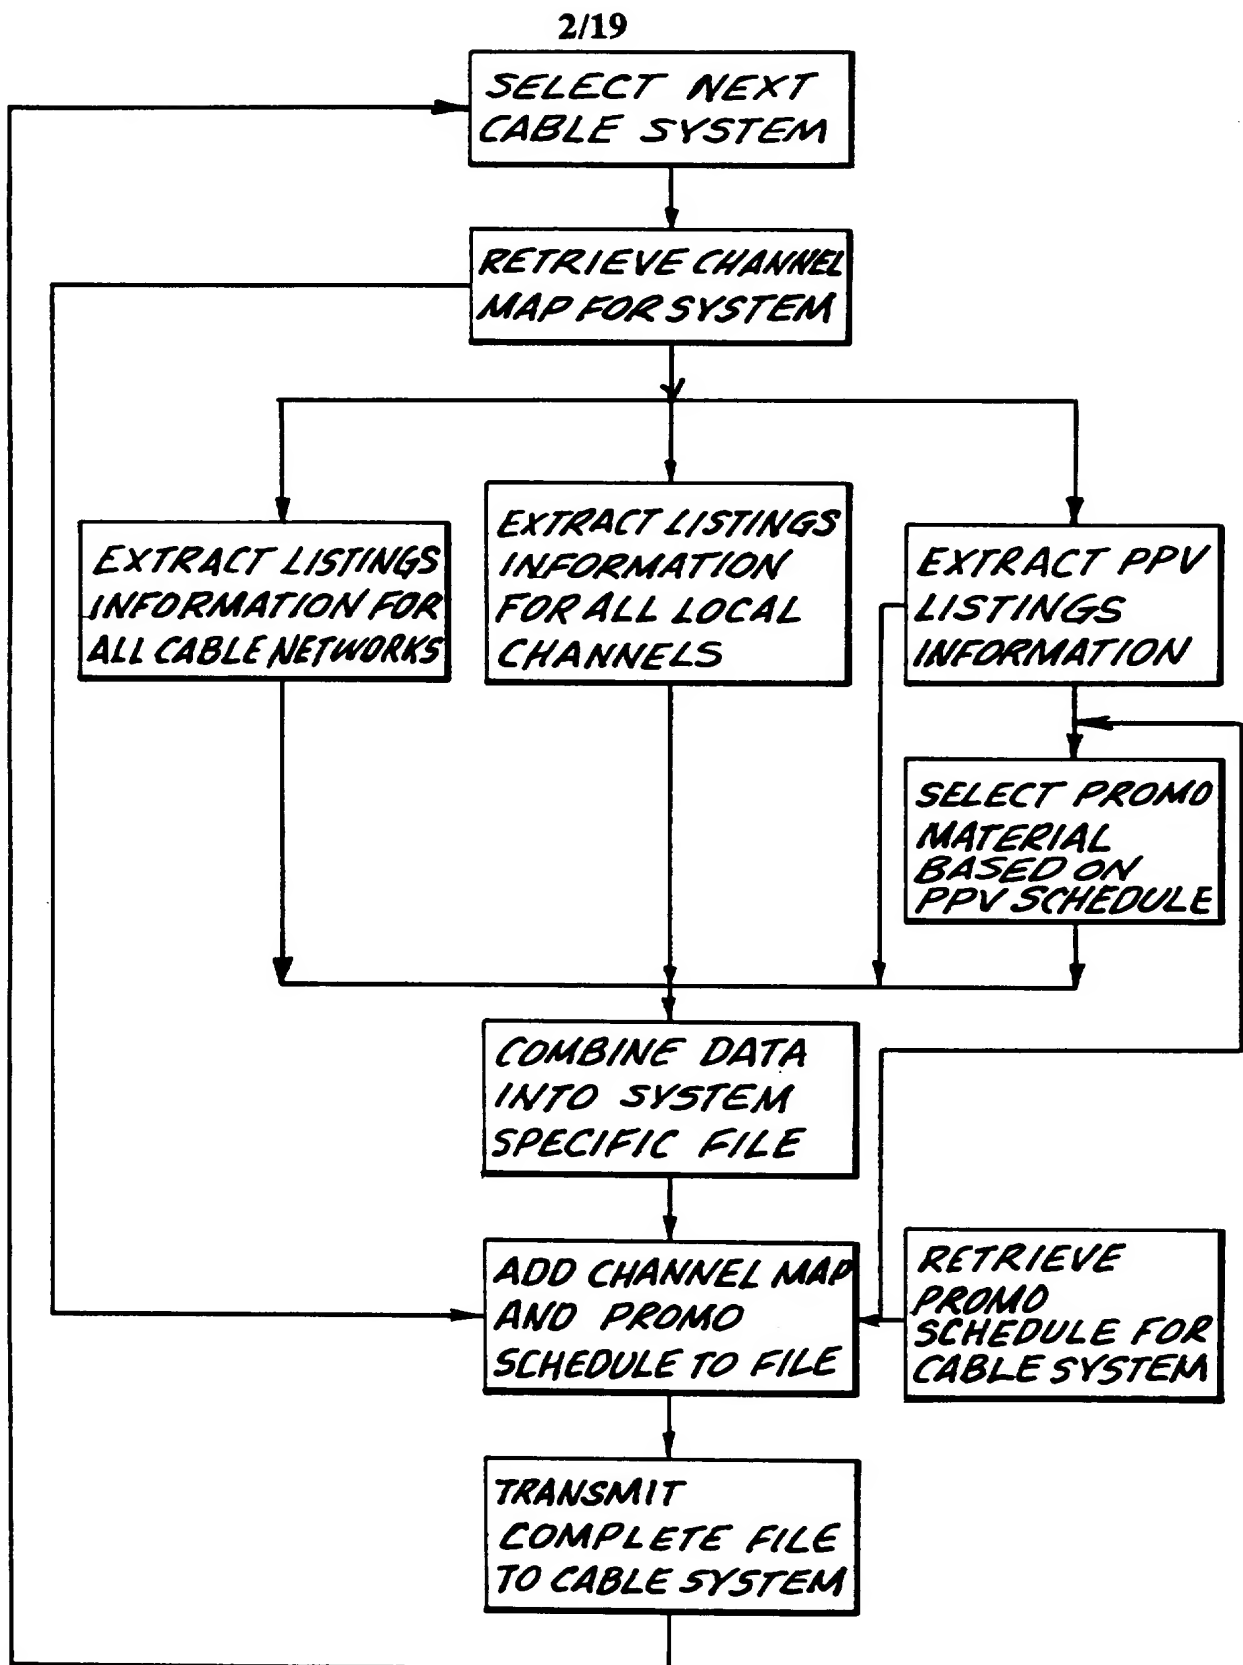 2/19
SELECT NEXT
CABLE SYSTEM
RETRIEVE CHANNEL
MAP FOR SYSTEM
EXTRACT LISTINGS
INFORMATION FOR
ALL CABLE NETWORKS
EXTRACT LISTINGS
INFORMATION
FOR ALL LOCAL
CHANNELS
EXTRACT PPV
LISTINGS
INFORMATION
SELECT PROMO
MATERIAL
BASED ON
PPV SCHEDULE
COMBINE DATA
INTO SYSTEM
SPECIFIC FILE
ADD CHANNEL MAP
AND PROMO
SCHEDULE TO FILE
RETRIEVE
PROMO
SCHEDULE FOR
CABLE SYSTEM
TRANSMIT
COMPLETE FILE
TO CABLE SYSTEM